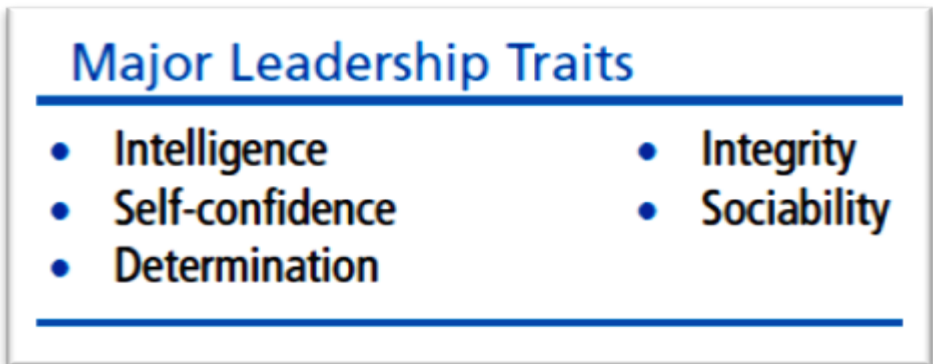 Major Leadership Traits
• Intelligence
• Self-confidence
• Determination
• Integrity
• Sociability